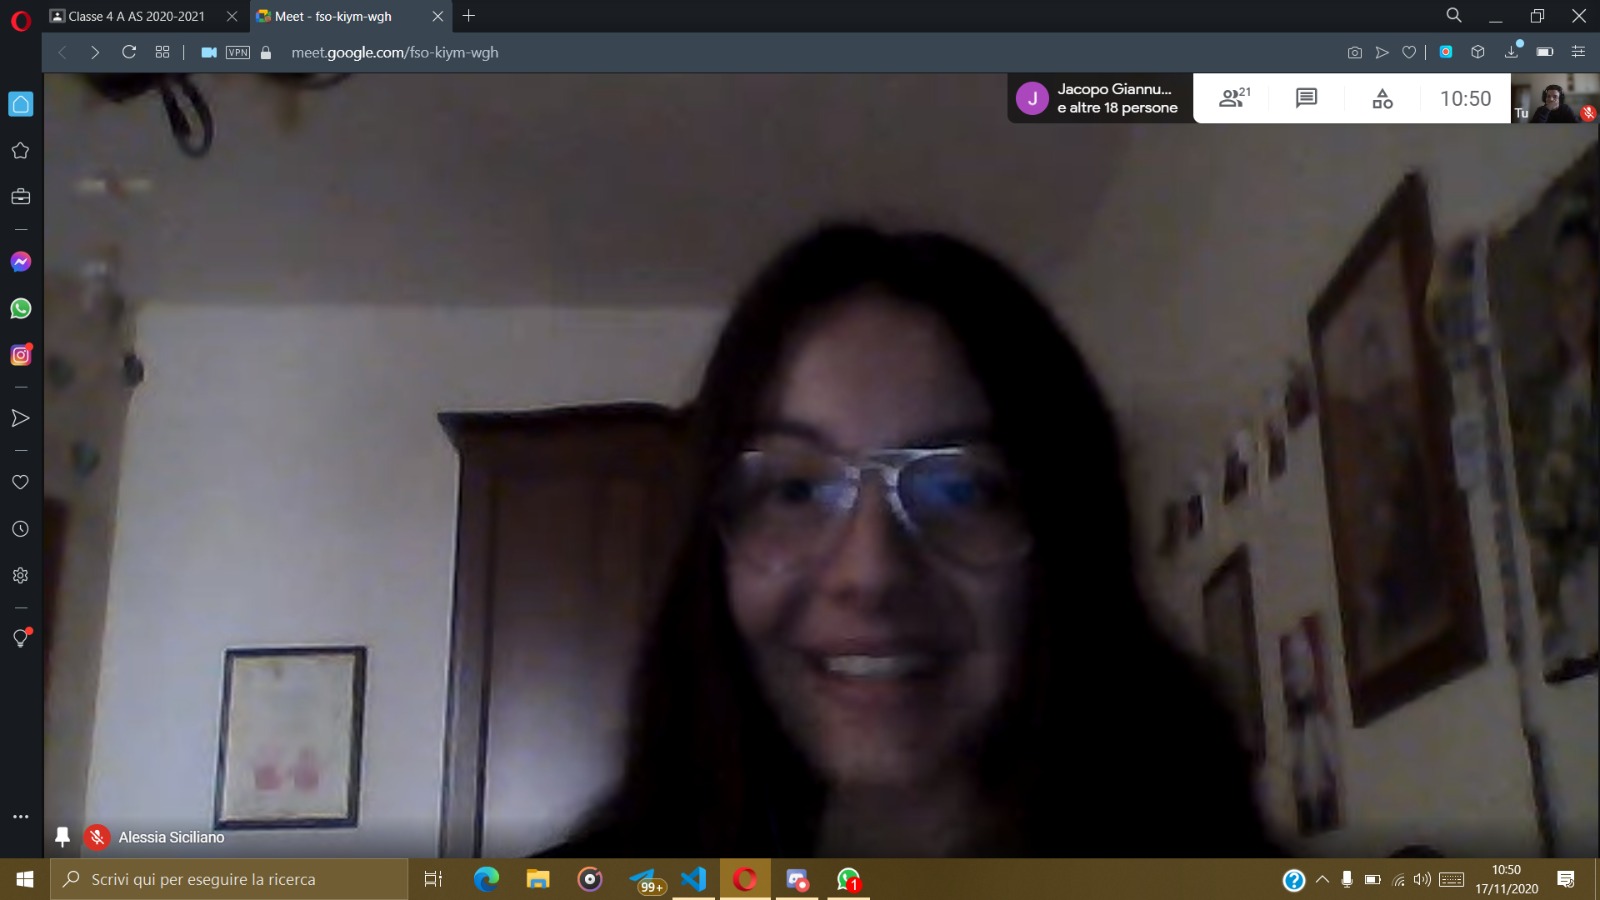 Classe 4 A AS 2020-2021
Meet - fso-kiym-wgh
VPN
meet.google.com/fso-kiym-wgh
Jacopo Giannu...
e altre 18 persone
J
21
10:50
Tu
Alessia Siciliano
Scrivi qui per eseguire la ricerca
99+
1
10:50
17/11/2020